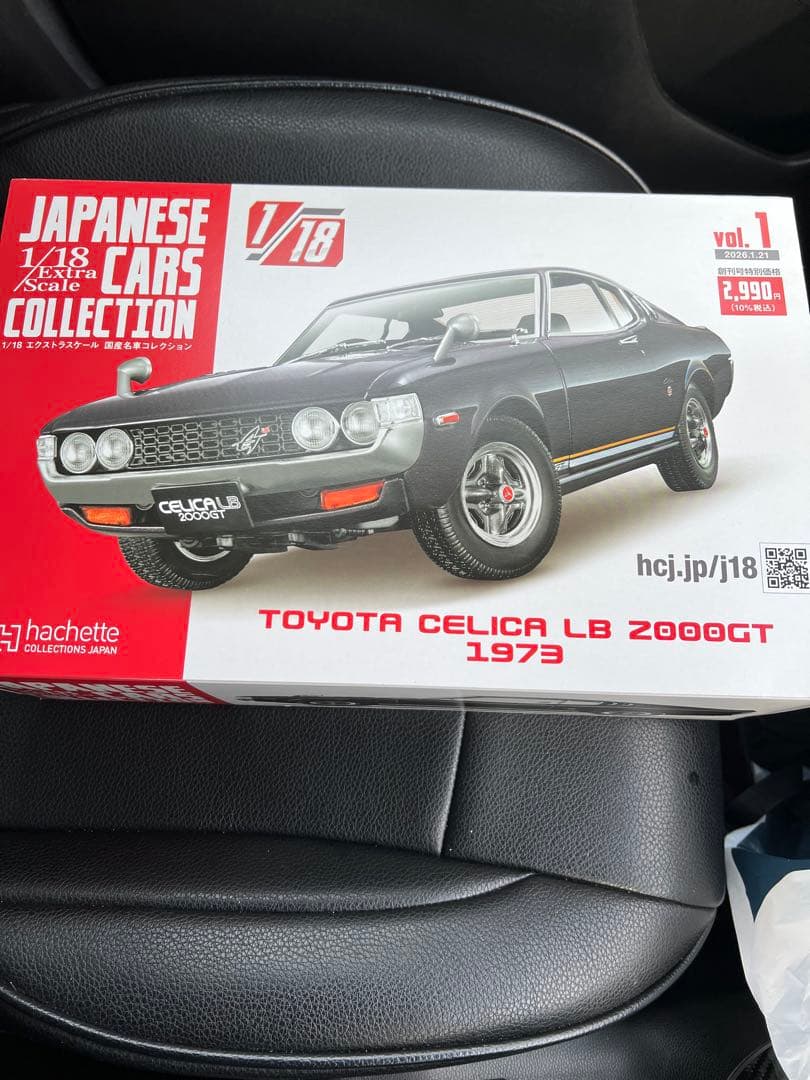 JAPANESE
1/18 Extra Scale
CARS
COLLECTION
1/18 エクストラスケール 国産名車コレクション
1/18
vol.1
2026.1.21
創刊号特別価格
2,990円
(10%税込)
CELICA LB
2000GT
hcj.jp/j18
hachette
COLLECTIONS JAPAN
TOYOTA CELICA LB 2000GT
1973
JAPANESE